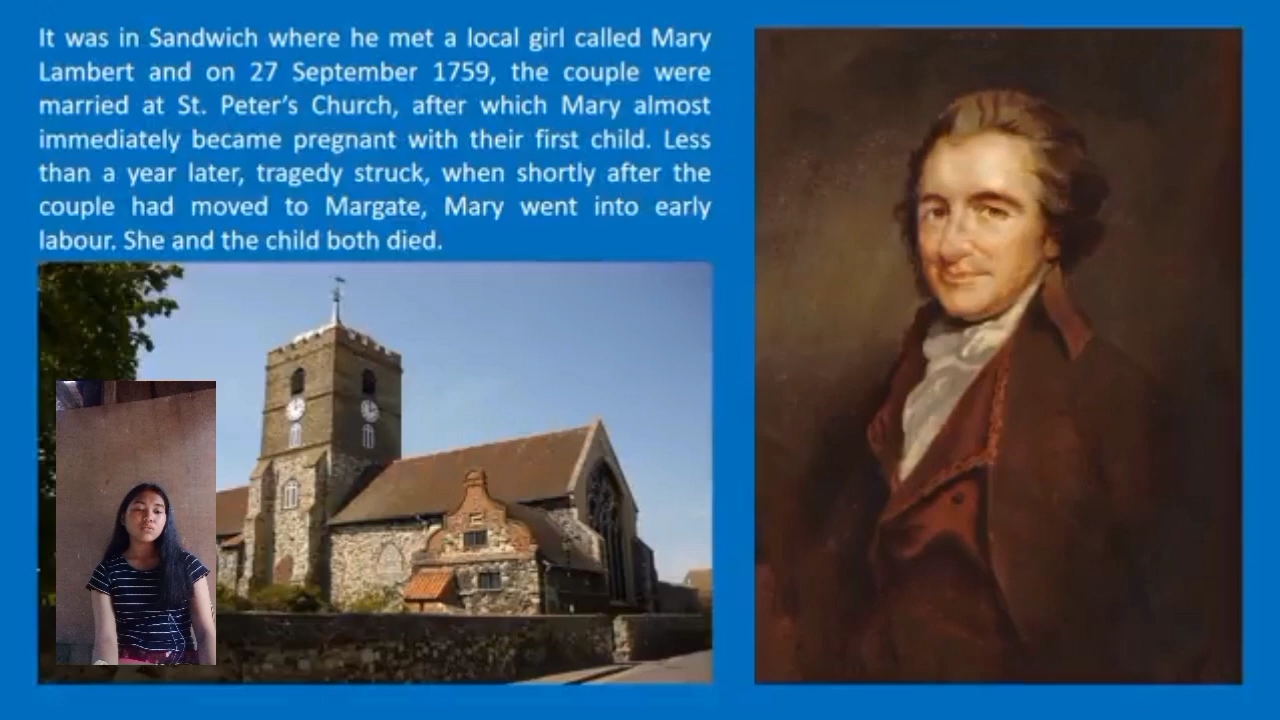 It was in Sandwich where he met a local girl called Mary
Lambert and on 27 September 1759, the couple were
married at St. Peter’s Church, after which Mary almost
immediately became pregnant with their first child. Less
than a year later, tragedy struck, when shortly after the
couple had moved to Margate, Mary went into early
labour. She and the child both died.